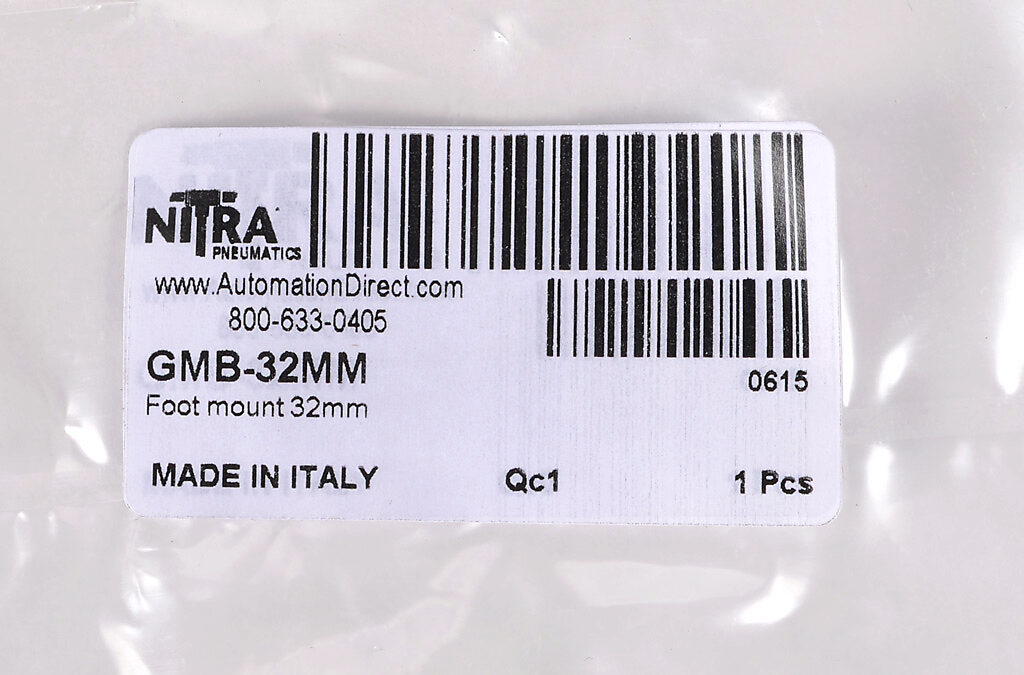 NITRA
PNEUMATICS
www.AutomationDirect.com
800-633-0405
GMB-32MM
0615
Foot mount 32mm
MADE IN ITALY Qc1 1 Pcs